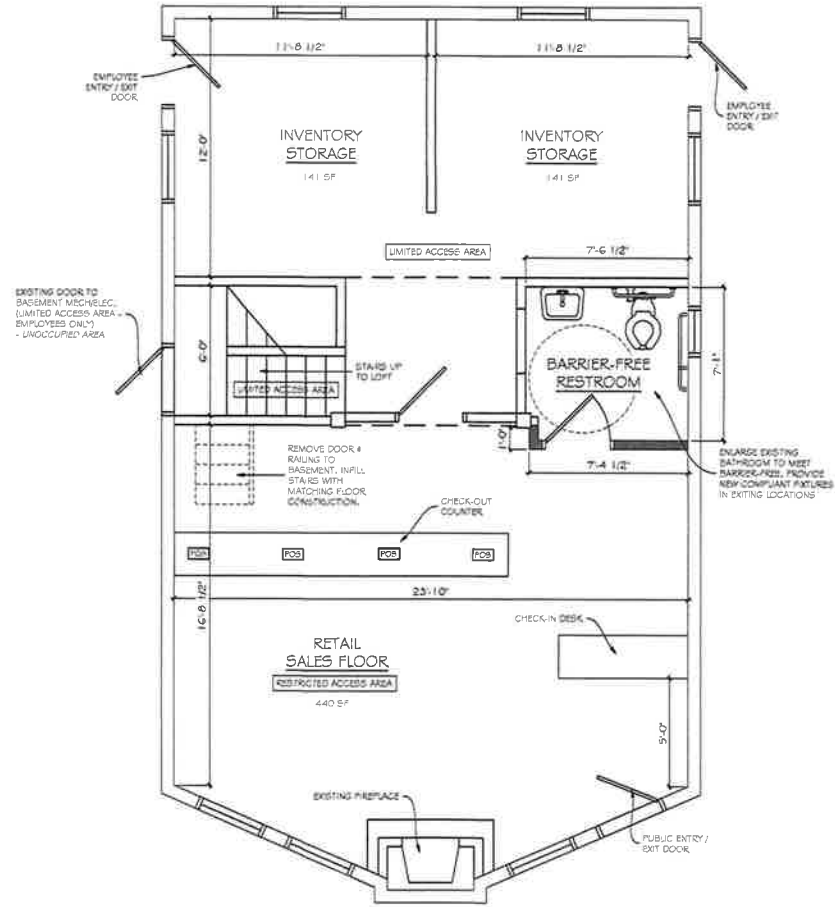 11'-8 1/2"
11'-8 1/2"
EMPLOYEE
ENTRY / EXIT
DOOR
EMPLOYEE
ENTRY / EXIT
DOOR
12'-0"
INVENTORY
STORAGE
141 SF
INVENTORY
STORAGE
141 SF
LIMITED ACCESS AREA
7'-6 1/2"
EXISTING DOOR TO
BASEMENT MECH/ELEC.
(LIMITED ACCESS AREA -
EMPLOYEES ONLY)
- UNOCCUPIED AREA
6'-0"
STAIRS UP
TO LOFT
LIMITED ACCESS AREA
BARRIER-FREE
RESTROOM
7'-1"
1'-0"
7'-4 1/2"
REMOVE DOOR &
RAILING TO
BASEMENT. INFILL
STAIRS WITH
MATCHING FLOOR
CONSTRUCTION.
ENLARGE EXISTING
BATHROOM TO MEET
BARRIER-FREE. PROVIDE
NEW COMPLIANT FIXTURES
IN EXITING LOCATIONS
CHECK-OUT
COUNTER
POS
POS
POS
POS
23'-10"
16'-8 1/2"
CHECK-IN DESK
RETAIL
SALES FLOOR
RESTRICTED ACCESS AREA
440 SF
5'-0"
EXISTING FIREPLACE
PUBLIC ENTRY /
EXIT DOOR